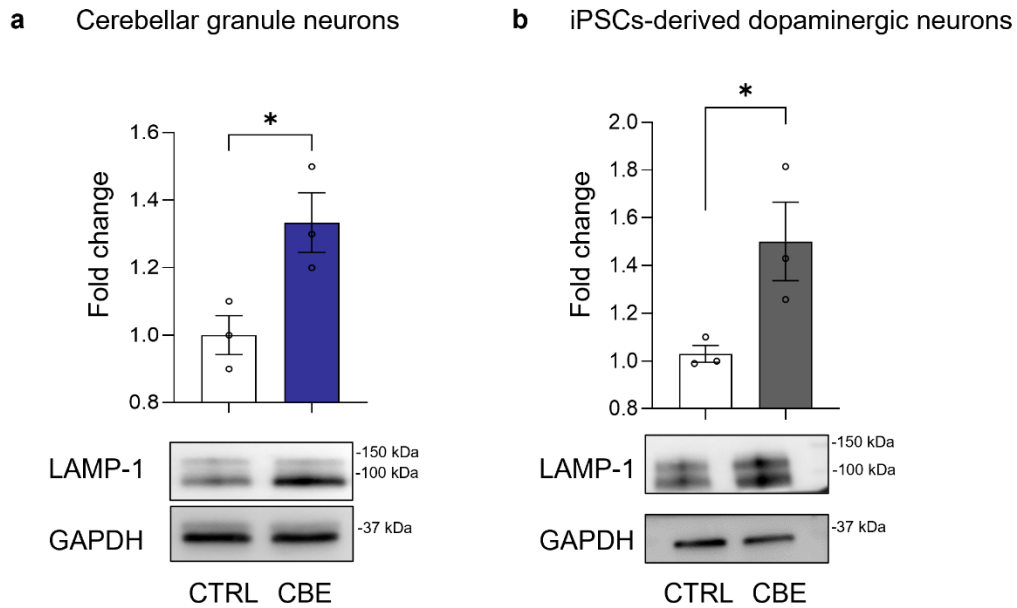 a Cerebellar granule neurons
*
Fold change
1.6
1.4
1.2
1.0
0.8
LAMP-1
-150 kDa
-100 kDa
GAPDH
-37 kDa
CTRL CBE
b iPSCs-derived dopaminergic neurons
*
Fold change
2.0
1.8
1.6
1.4
1.2
1.0
0.8
LAMP-1
-150 kDa
-100 kDa
GAPDH
-37 kDa
CTRL CBE